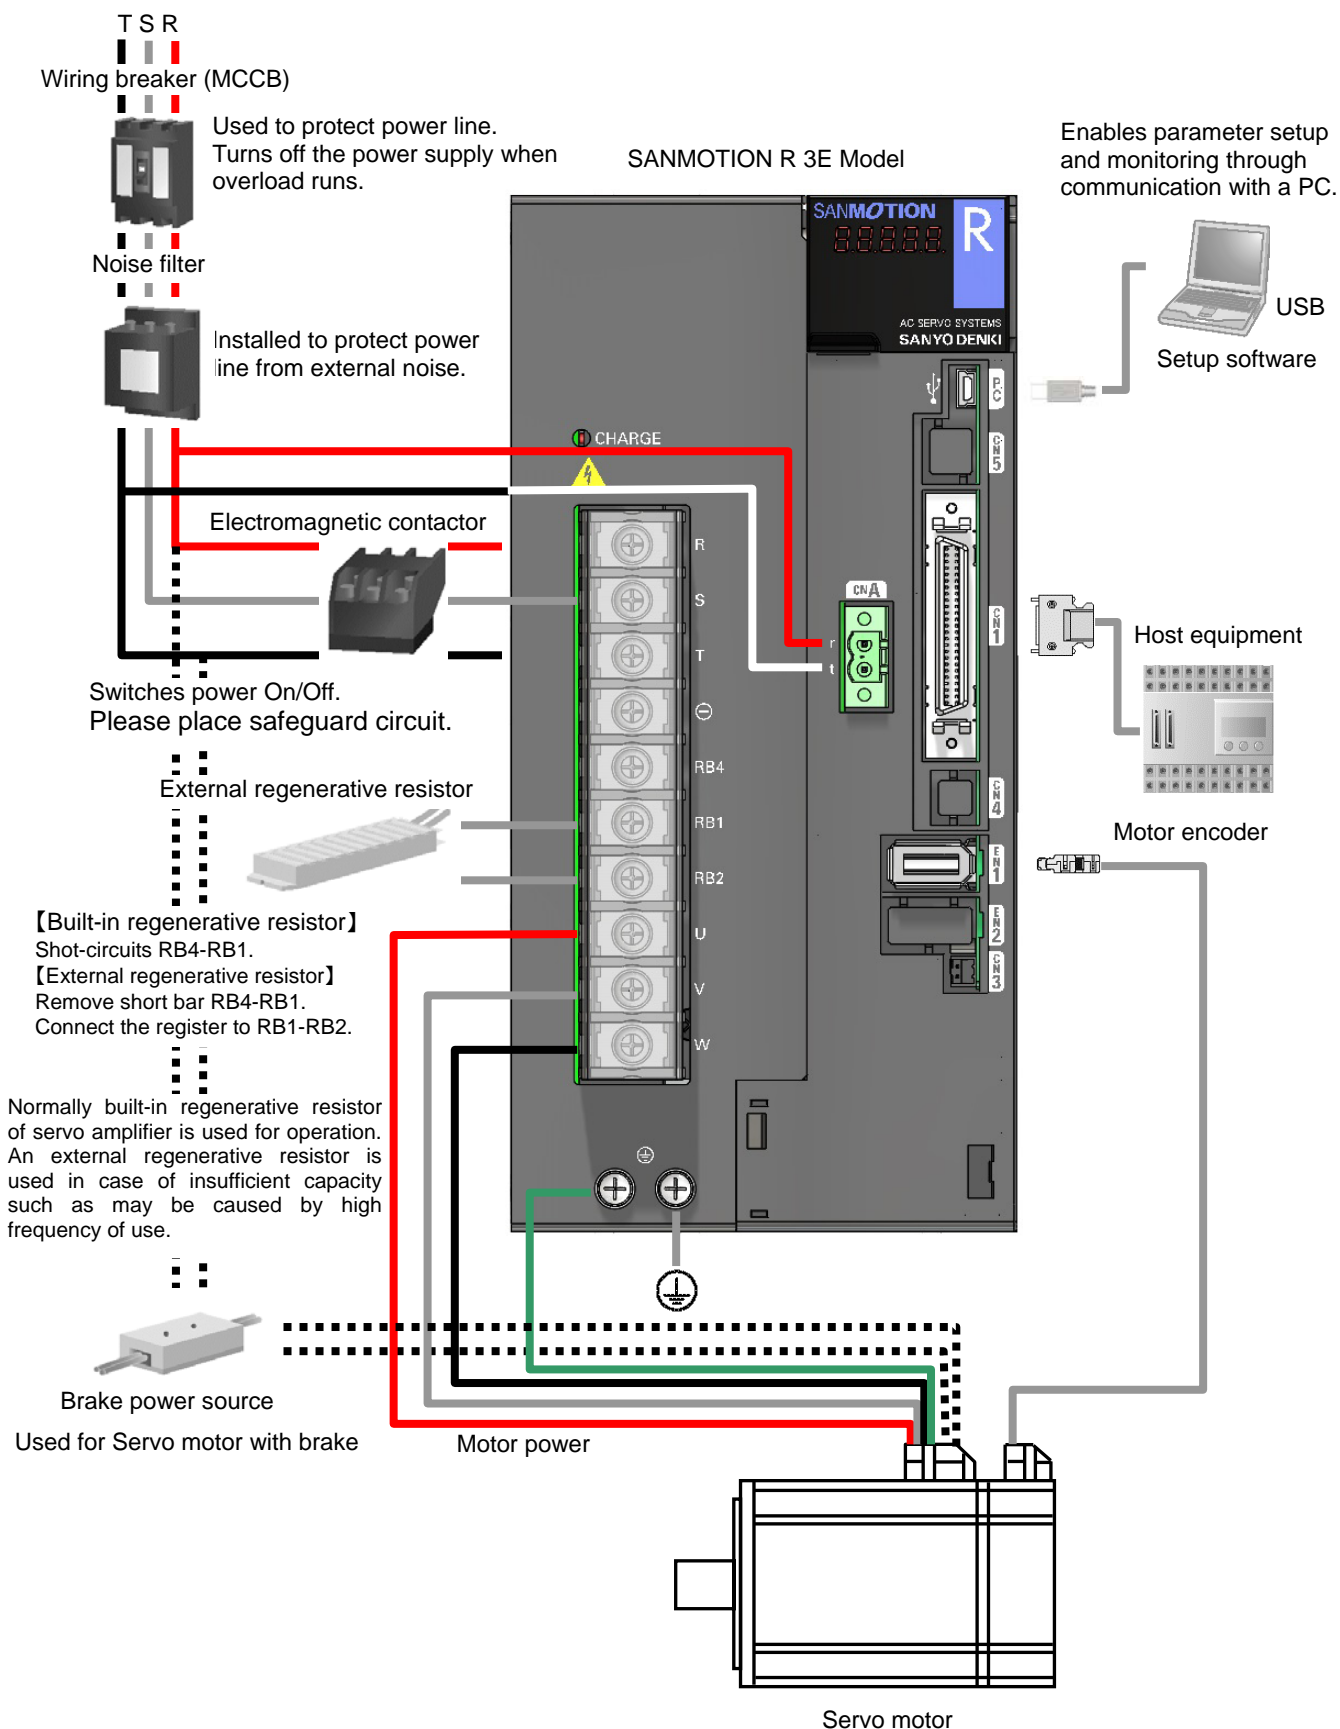 T S R
Wiring breaker (MCCB)
Used to protect power line.
Turns off the power supply when
overload runs.
SANMOTION R 3E Model
Enables parameter setup
and monitoring through
communication with a PC.
SANMOTION
R
8.8.8.8.8.
AC SERVO SYSTEMS
SANYO DENKI
Noise filter
Installed to protect power
line from external noise.
USB
Setup software
PC
CN5
CHARGE
Electromagnetic contactor
R
S
T
⊖
RB4
RB1
RB2
U
V
W
CNA
r
t
CN1
Host equipment
CN4
Motor encoder
EN1
EN2
CN3
Switches power On/Off.
Please place safeguard circuit.
External regenerative resistor
【Built-in regenerative resistor】
Shot-circuits RB4-RB1.
【External regenerative resistor】
Remove short bar RB4-RB1.
Connect the register to RB1-RB2.
Normally built-in regenerative resistor
of servo amplifier is used for operation.
An external regenerative resistor is
used in case of insufficient capacity
such as may be caused by high
frequency of use.
Brake power source
Used for Servo motor with brake
Motor power
Servo motor